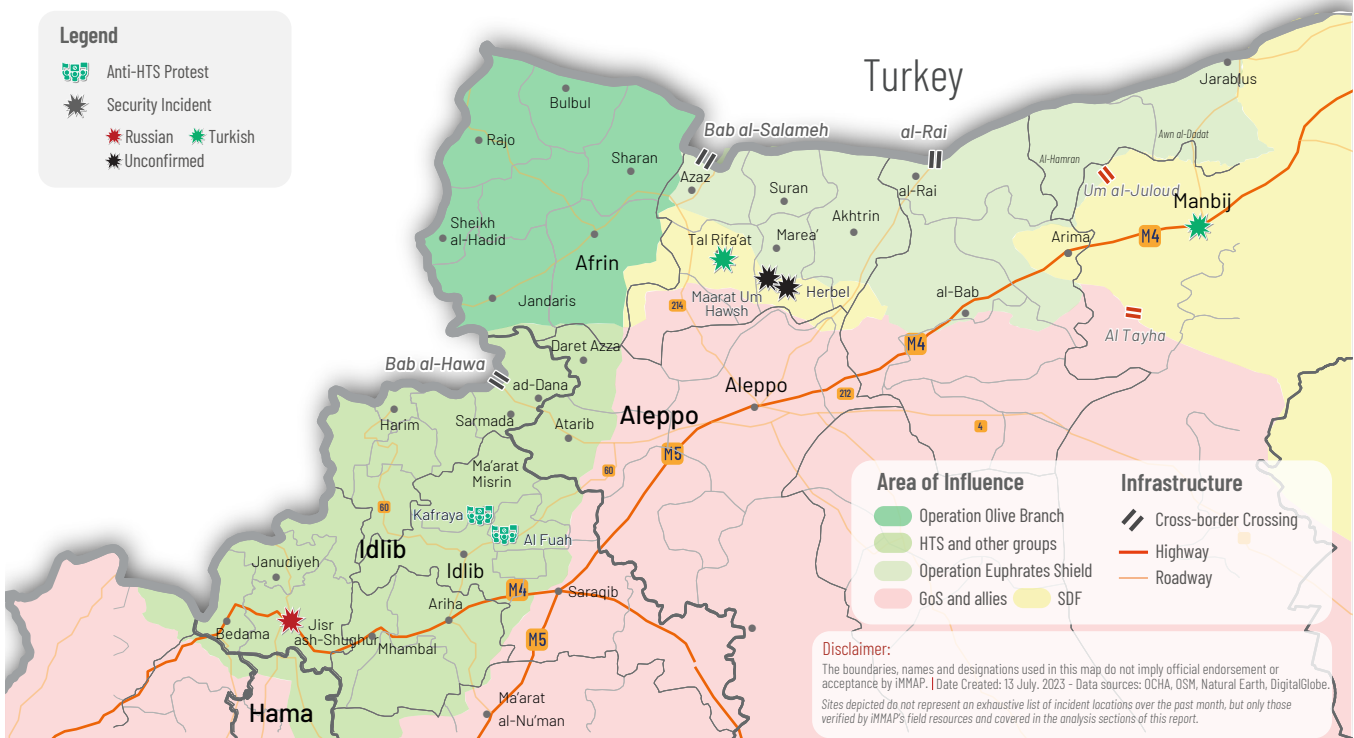 Legend
Anti-HTS Protest
Security Incident
Russian Turkish
Unconfirmed
Turkey
Jarablus
Bulbul
Bab al-Salameh
al-Rai
Awn al-Dadat
Rajo
Sharan
Al-Hamran
Azaz
Suran
al-Rai
Um al-Juloud
Manbij
Akhtrin
Sheikh
al-Hadid
Tal Rifa'at
Marea'
Arima
M4
Afrin
Jandaris
214
Maarat Um
Hawsh
Herbel
al-Bab
Al Tayha
M4
Daret Azza
Bab al-Hawa
ad-Dana
Aleppo
212
Harim
Sarmada
Atarib
Aleppo
4
M5
60
Ma'arat
Misrin
60
Kafraya
Al Fuah
Idlib
Janudiyeh
Idlib
M4
Saraqib
Ariha
Bedama
Jisr
ash-Shughur
Mhambal
M5
Ma'arat
al-Nu'man
Hama
Area of Influence
Operation Olive Branch
HTS and other groups
Operation Euphrates Shield
GoS and allies SDF
Infrastructure
Cross-border Crossing
Highway
Roadway
Disclaimer:
The boundaries, names and designations used in this map do not imply official endorsement or
acceptance by iMMAP. | Date Created: 13 July. 2023 - Data sources: OCHA, OSM, Natural Earth, DigitalGlobe.
Sites depicted do not represent an exhaustive list of incident locations over the past month, but only those
verified by iMMAP's field resources and covered in the analysis sections of this report.